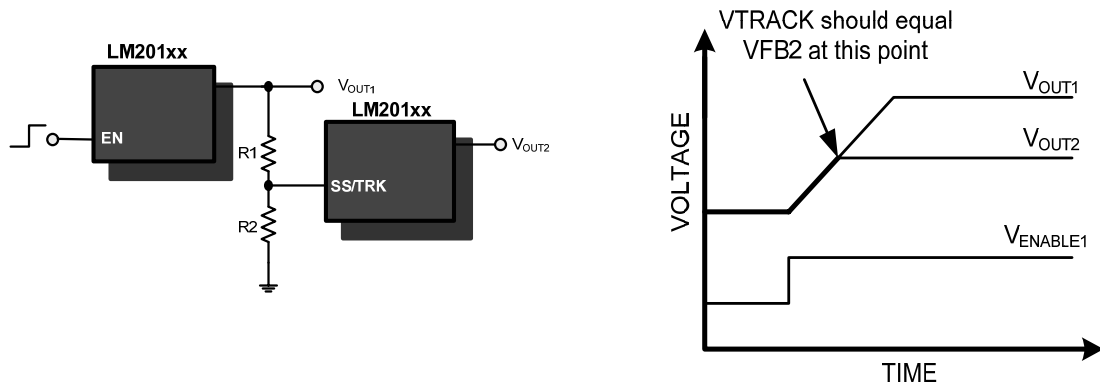 LM201xx
EN
VOUT1
R1
R2
LM201xx
SS/TRK
VOUT2
VTRACK should equal
VFB2 at this point
VOLTAGE
VOUT1
VOUT2
VENABLE1
TIME